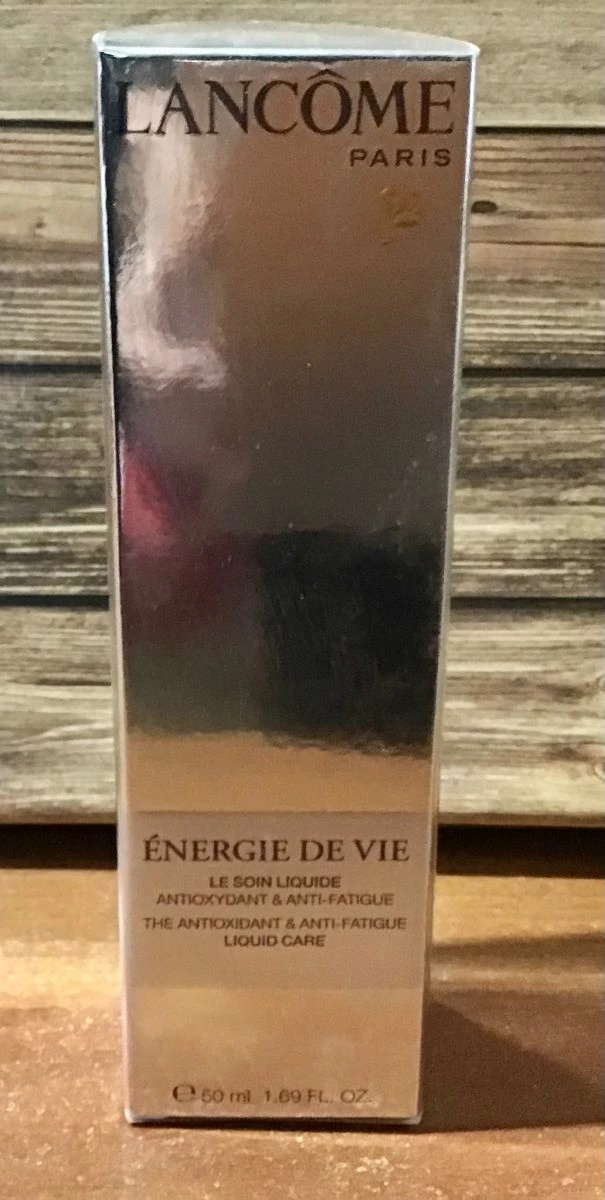 LANCÔME
PARIS
ÉNERGIE DE VIE
LE SOIN LIQUIDE
ANTIOXYDANT & ANTI-FATIGUE
THE ANTIOXIDANT & ANTI-FATIGUE
LIQUID CARE
℮ 50 ml 1.69 FL. OZ.